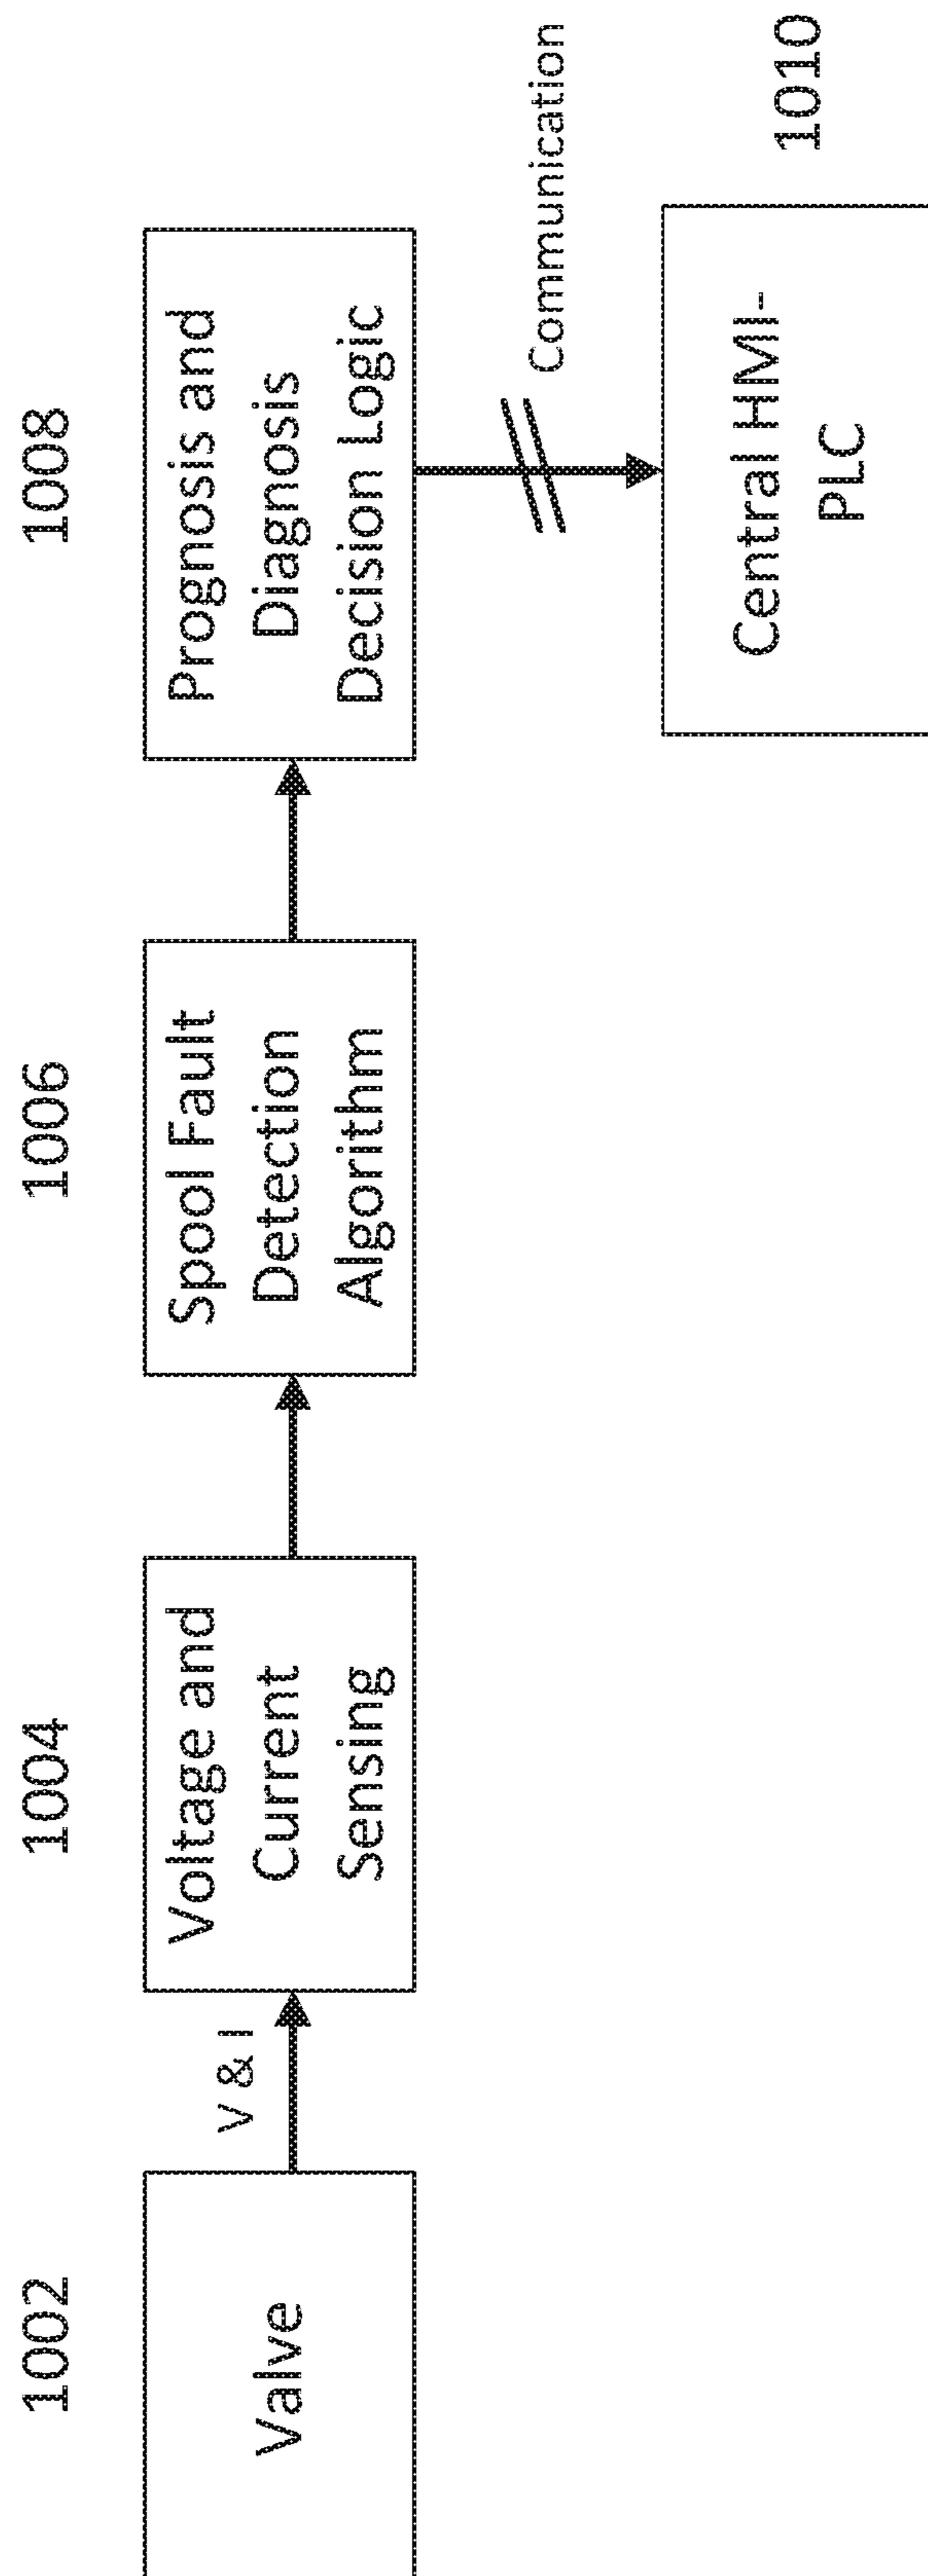 1002
1004
1006
1008
Valve
V & I
Voltage and
Current
Sensing
Spool Fault
Detection
Algorithm
Prognosis and
Diagnosis
Decision Logic
Communication
Central HMI-
PLC
1010